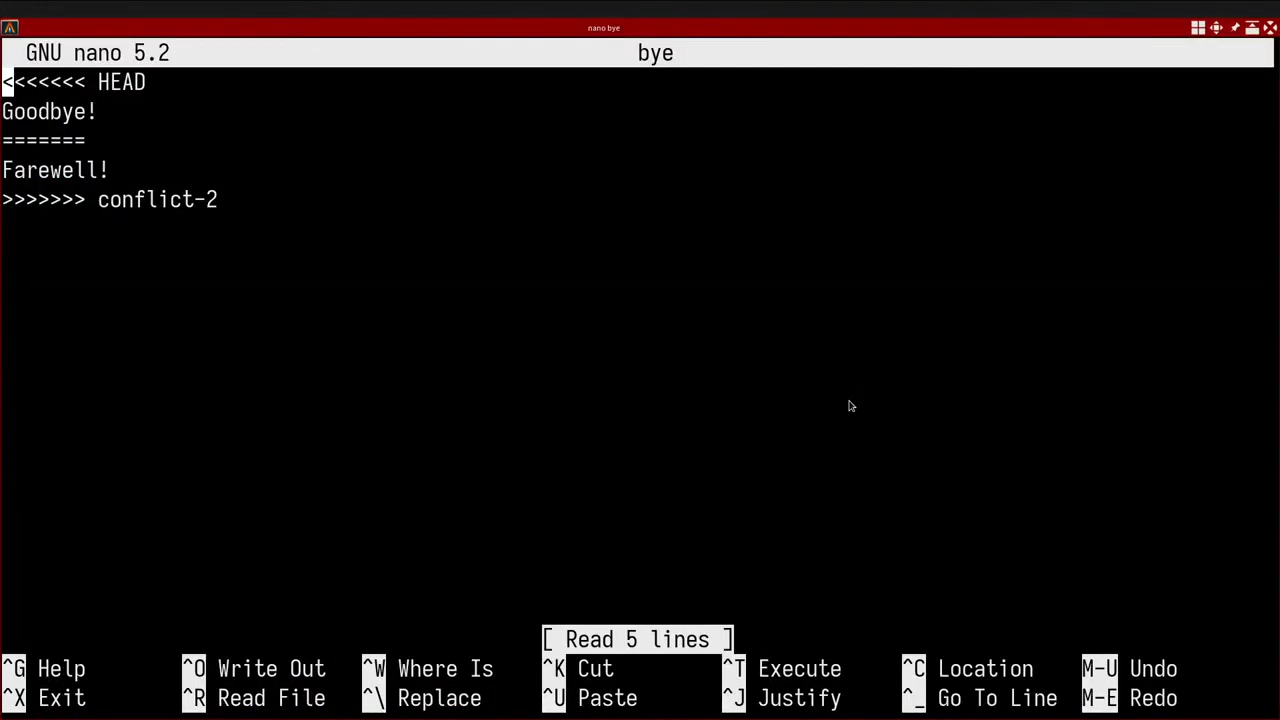 nano bye
GNU nano 5.2 bye
<<<<<<< HEAD
Goodbye!
=======
Farewell!
>>>>>>> conflict-2
[ Read 5 lines ]
^G Help ^O Write Out ^W Where Is ^K Cut ^T Execute ^C Location M-U Undo
^X Exit ^R Read File ^\ Replace ^U Paste ^J Justify ^_ Go To Line M-E Redo